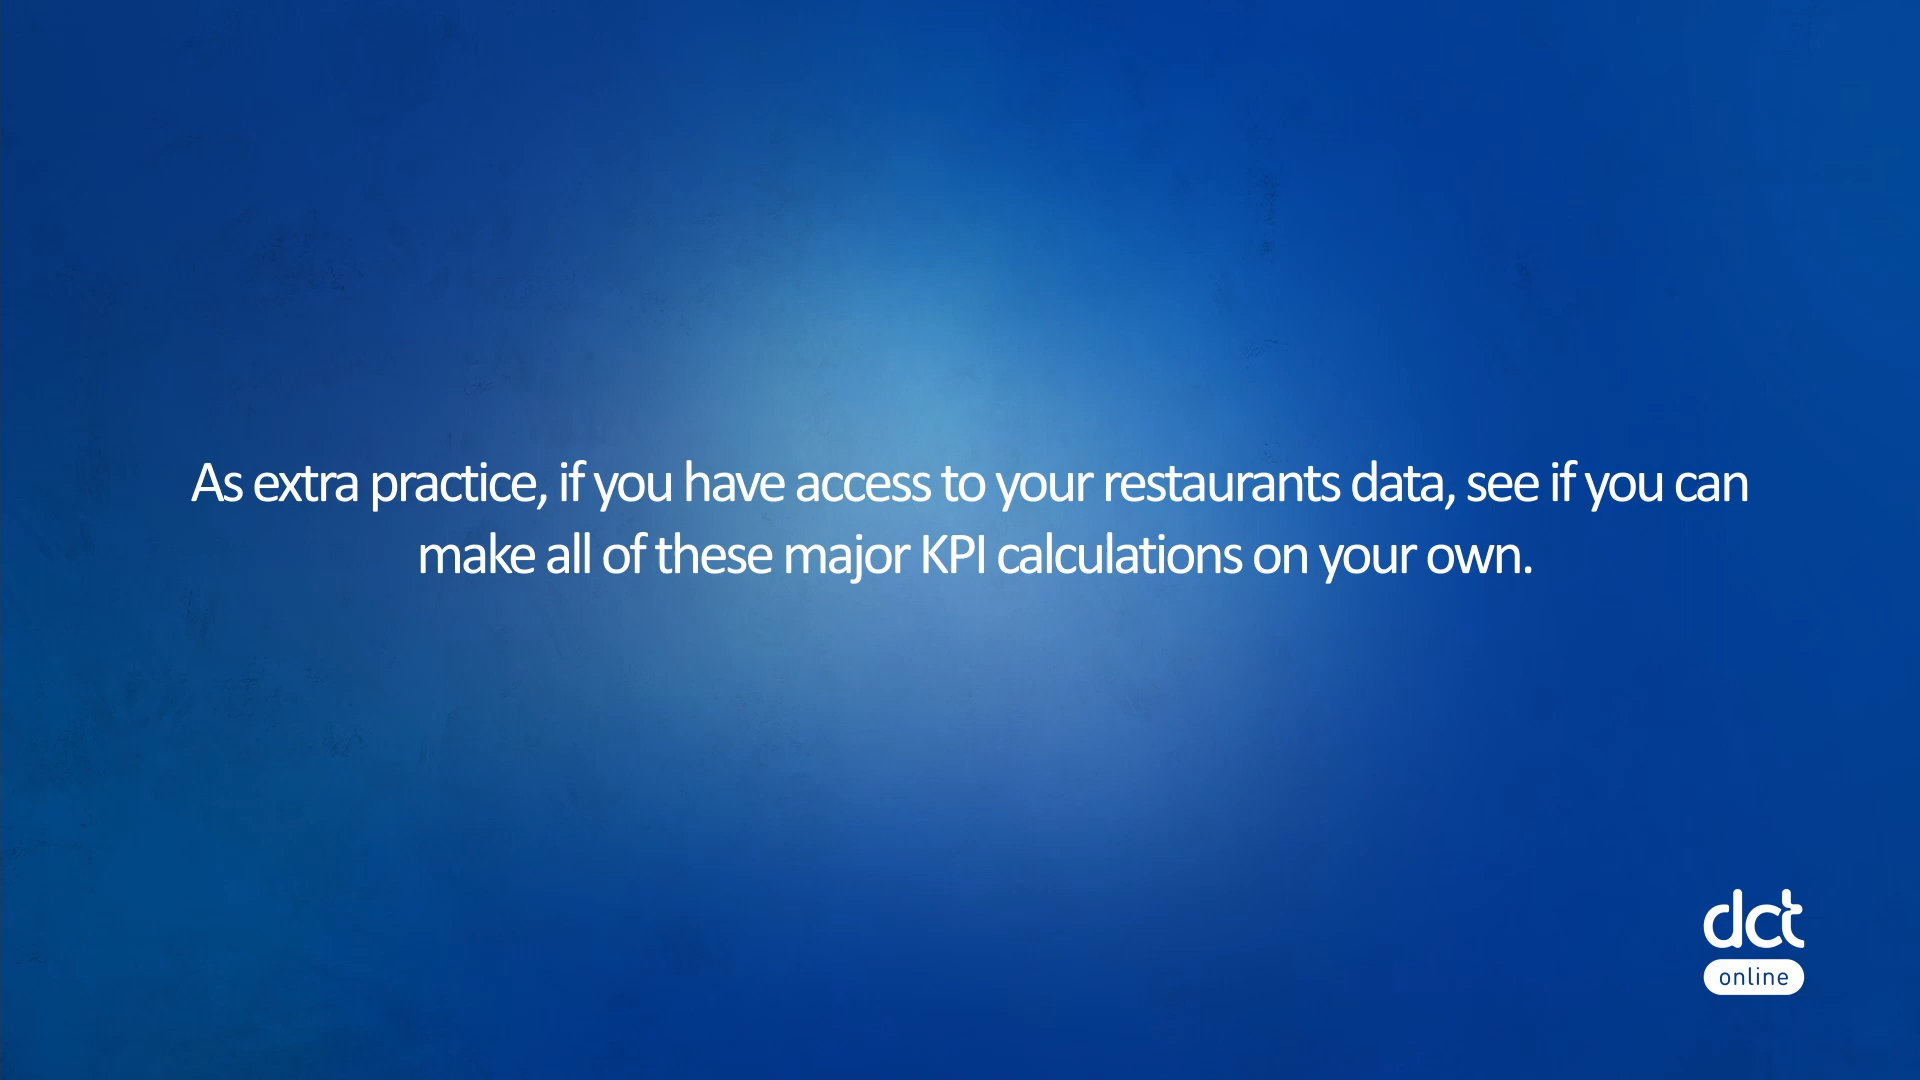 As extra practice, if you have access to your restaurants data, see if you can
make all of these major KPI calculations on your own.
dct
online